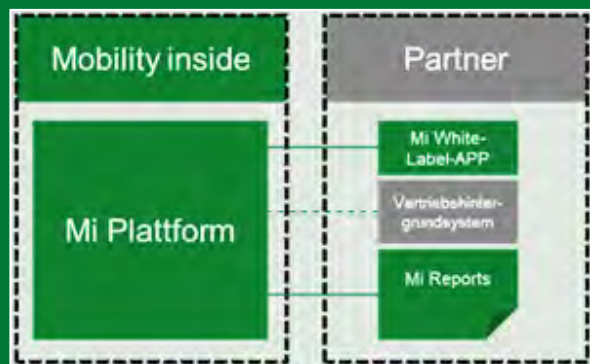 Mobility inside
Partner
Mi Plattform
Mi White-
Label-APP
Vertriebshinter-
grundsystem
Mi Reports